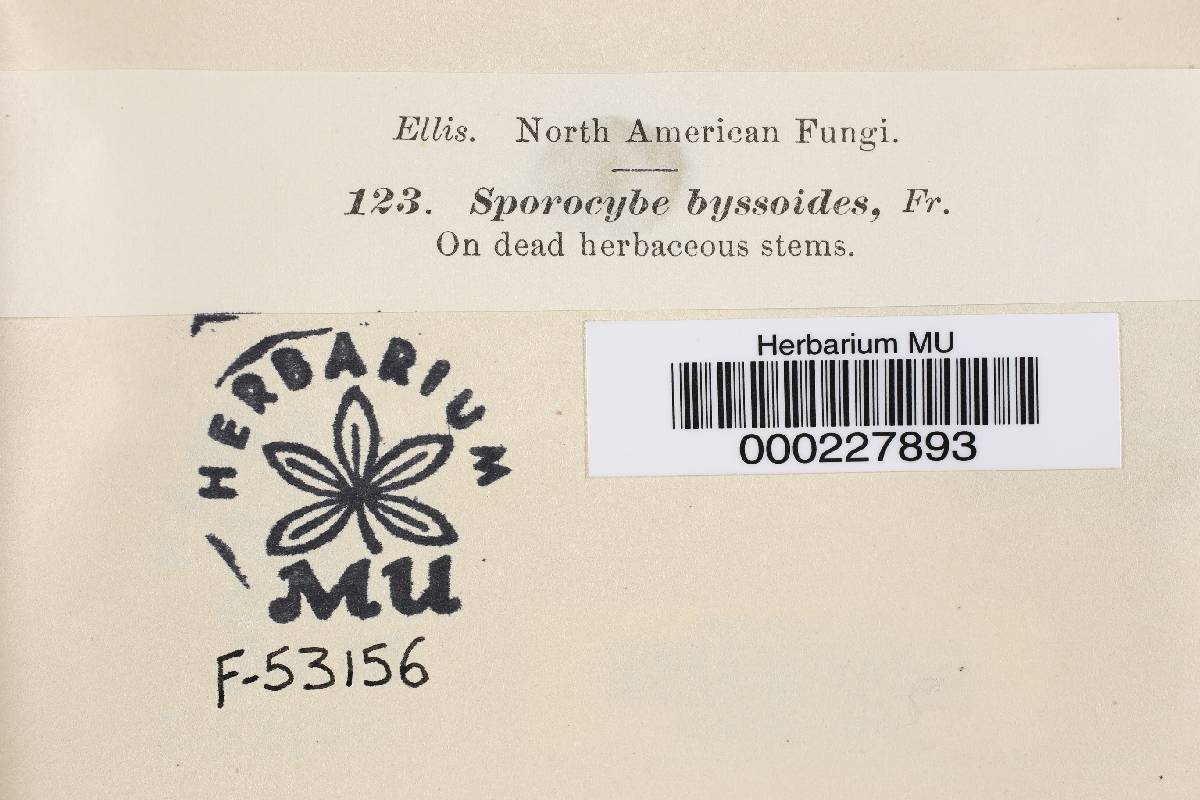 Ellis. North American Fungi.
123. Sporocybe byssoides, Fr.
On dead herbaceous stems.
HERBARIUM
MU
F-53156
Herbarium MU
000227893